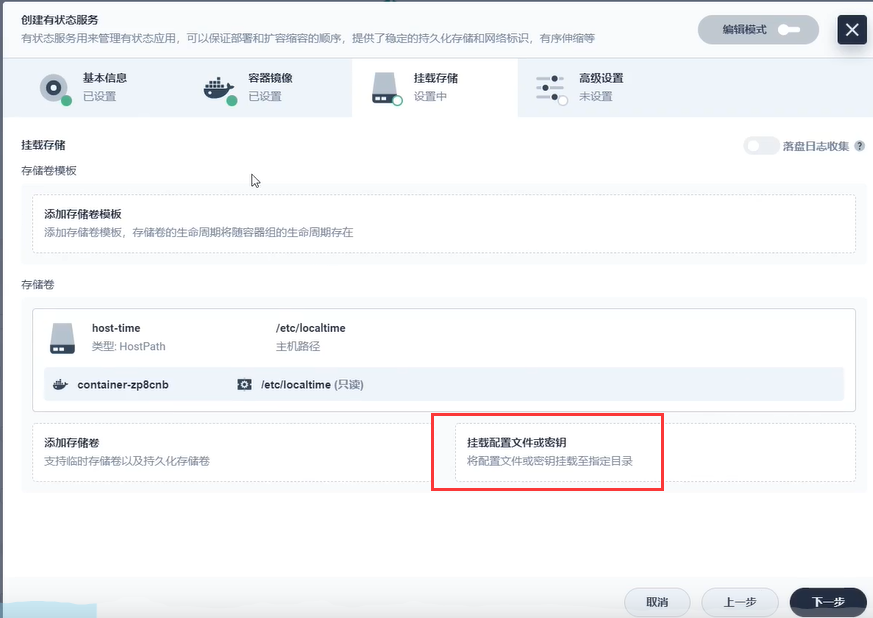 创建有状态服务
有状态服务用来管理有状态应用，可以保证部署和扩容缩容的顺序，提供了稳定的持久化存储和网络标识，有序伸缩等
编辑模式
基本信息
已设置
容器镜像
已设置
挂载存储
设置中
高级设置
未设置
挂载存储
落盘日志收集 ?
存储卷模板
添加存储卷模板
添加存储卷模板，存储卷的生命周期将随容器组的生命周期存在
存储卷
host-time
类型: HostPath
/etc/localtime
主机路径
container-zp8cnb
/etc/localtime (只读)
添加存储卷
支持临时存储卷以及持久化存储卷
挂载配置文件或密钥
将配置文件或密钥挂载至指定目录
取消
上一步
下一步